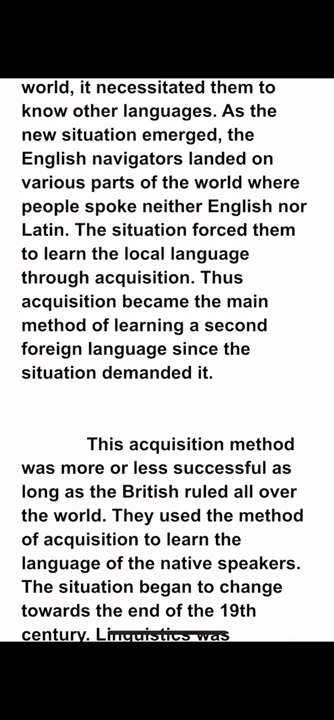 world, it necessitated them to
know other languages. As the
new situation emerged, the
English navigators landed on
various parts of the world where
people spoke neither English nor
Latin. The situation forced them
to learn the local language
through acquisition. Thus
acquisition became the main
method of learning a second
foreign language since the
situation demanded it.
This acquisition method
was more or less successful as
long as the British ruled all over
the world. They used the method
of acquisition to learn the
language of the native speakers.
The situation began to change
towards the end of the 19th
century. Linguistics was